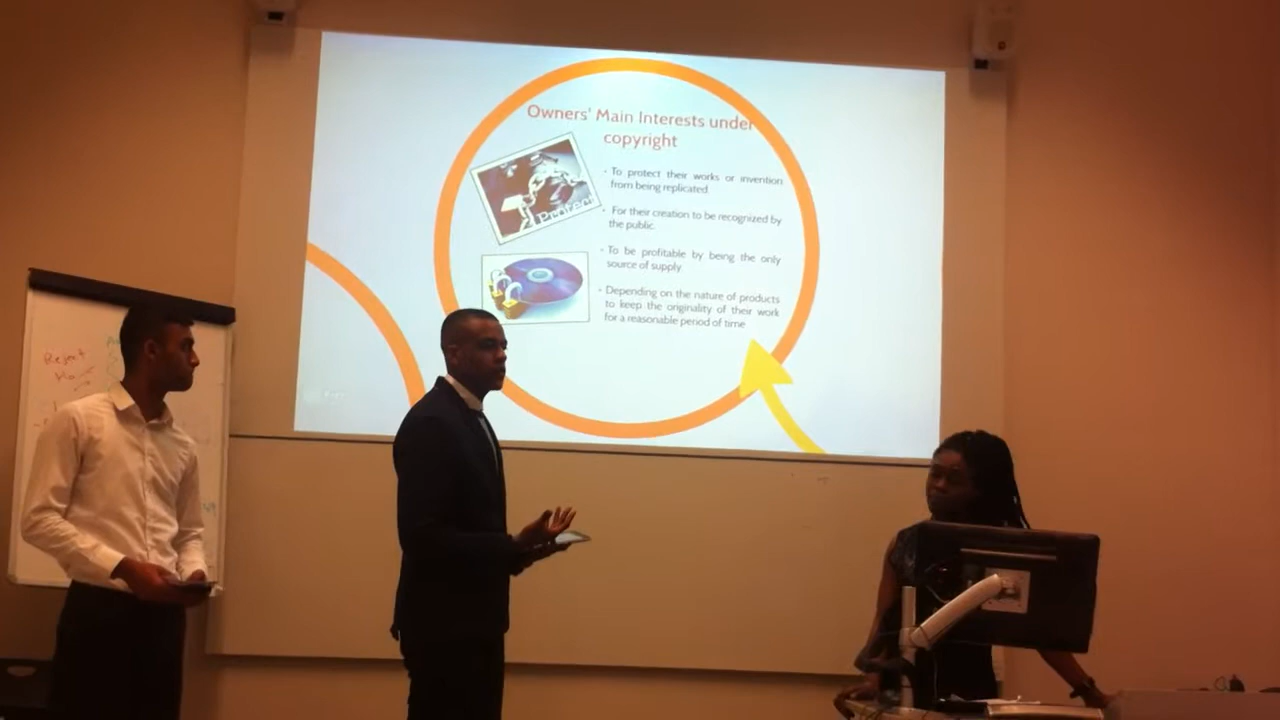 Owners' Main Interests under
copyright
Protect
- To protect their works or invention
from being replicated
- For their creation to be recognized by
the public.
- To be profitable by being the only
source of supply
- Depending on the nature of products
to keep the originality of their work
for a reasonable period of time
Reject